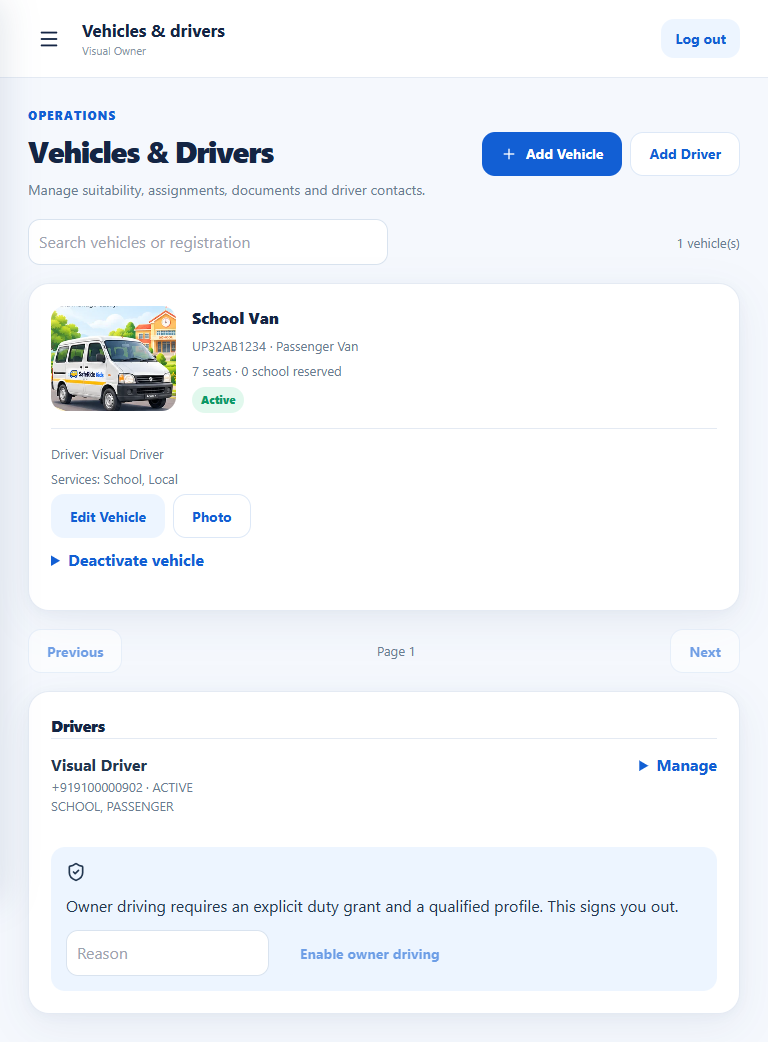 Vehicles & drivers
Visual Owner
Log out
OPERATIONS
Vehicles & Drivers
+ Add Vehicle
Add Driver
Manage suitability, assignments, documents and driver contacts.
Search vehicles or registration
1 vehicle(s)
School Van
UP32AB1234 · Passenger Van
7 seats · 0 school reserved
Active
SafeRide Kids
Driver: Visual Driver
Services: School, Local
Edit Vehicle
Photo
Deactivate vehicle
Previous
Page 1
Next
Drivers
Visual Driver
Manage
+919100000902 · ACTIVE
SCHOOL, PASSENGER
Owner driving requires an explicit duty grant and a qualified profile. This signs you out.
Reason
Enable owner driving